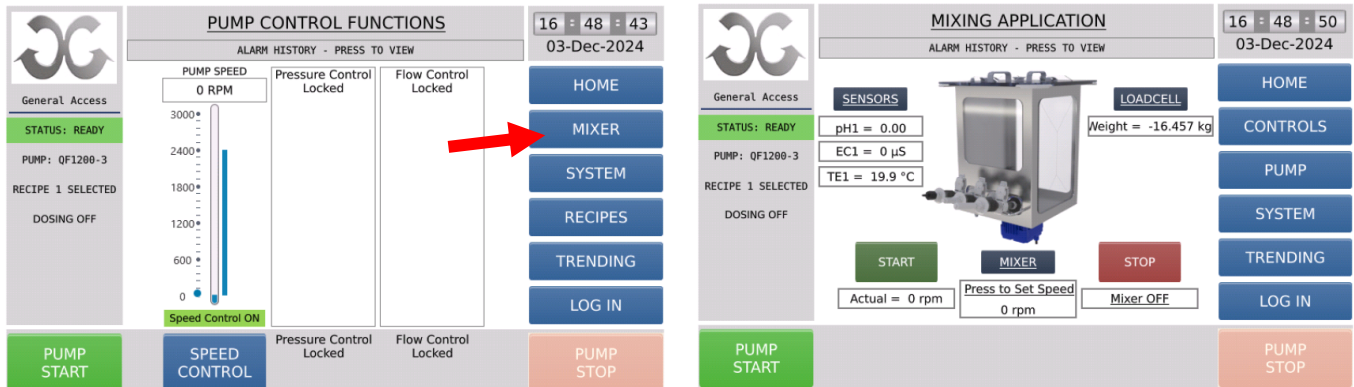 PUMP CONTROL FUNCTIONS
16 : 48 : 43
ALARM HISTORY - PRESS TO VIEW
03-Dec-2024
General Access
STATUS: READY
PUMP: QF1200-3
RECIPE 1 SELECTED
DOSING OFF
PUMP SPEED
0 RPM
3000
2400
1800
1200
600
0
Speed Control ON
Pressure Control
Locked
Flow Control
Locked
HOME
MIXER
SYSTEM
RECIPES
TRENDING
LOG IN
PUMP
START
SPEED
CONTROL
Pressure Control
Locked
Flow Control
Locked
PUMP
STOP
MIXING APPLICATION
16 : 48 : 50
ALARM HISTORY - PRESS TO VIEW
03-Dec-2024
General Access
STATUS: READY
PUMP: QF1200-3
RECIPE 1 SELECTED
DOSING OFF
SENSORS
pH1 = 0.00
EC1 = 0 µS
TE1 = 19.9 °C
LOADCELL
Weight = -16.457 kg
START
Actual = 0 rpm
MIXER
Press to Set Speed
0 rpm
STOP
Mixer OFF
HOME
CONTROLS
PUMP
SYSTEM
TRENDING
LOG IN
PUMP
START
PUMP
STOP